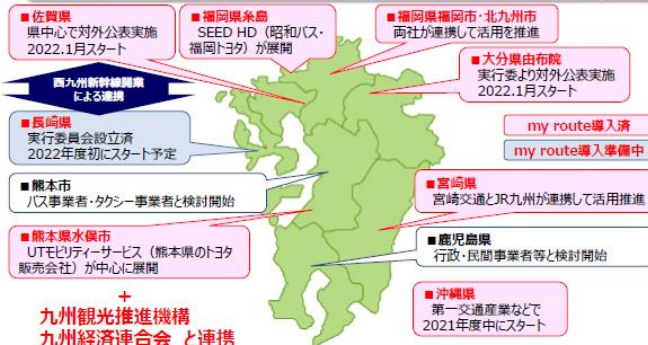 ■佐賀県
県中心で対外公表実施
2022.1月スタート
■福岡県糸島
SEED HD（昭和バス・
福岡トヨタ）が展開
■福岡県福岡市・北九州市
両社が連携して活用を推進
■大分県由布院
実行委より対外公表実施
2022.1月スタート
西九州新幹線開業
による連携
■長崎県
実行委員会設立済
2022年度初にスタート予定
my route導入済
my route導入準備中
■熊本市
バス事業者・タクシー事業者と検討開始
■宮崎県
宮崎交通とJR九州が連携して活用推進
■熊本県水俣市
UTモビリティーサービス（熊本県のトヨタ
販売会社）が中心に展開
■鹿児島県
行政・民間事業者等と検討開始
■沖縄県
第一交通産業などで
2021年度中にスタート
＋
九州観光推進機構
九州経済連合会 と連携